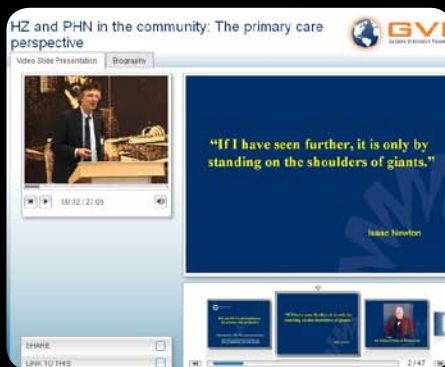 HZ and PHN in the community: The primary care
perspective
Video Slide Presentation
Biography
“If I have seen further, it is only by
standing on the shoulders of giants.”
Isaac Newton
00:32 / 27:05
SHARE
LINK TO THIS
2 / 47